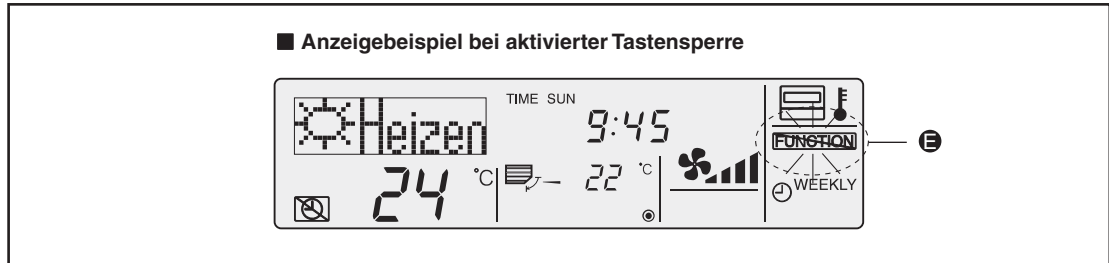 ■ Anzeigebeispiel bei aktivierter Tastensperre
TIME SUN
Heizen
9:45
FUNCTION
E
24 °C
22 °C
WEEKLY